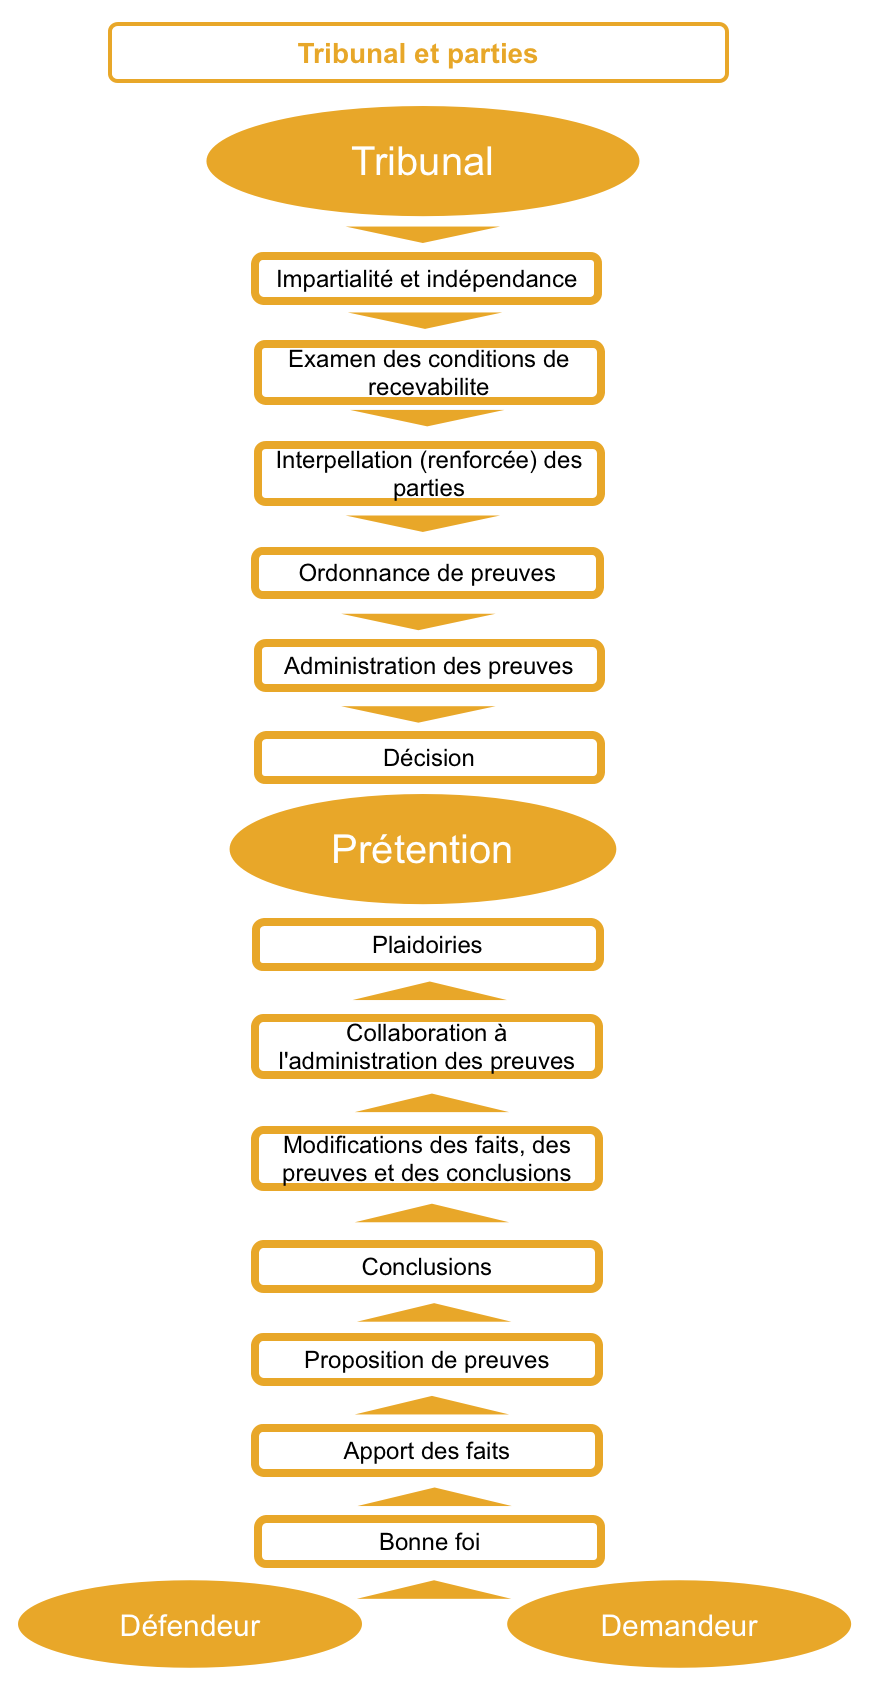 Tribunal et parties
Tribunal
Impartialité et indépendance
Examen des conditions de
recevabilite
Interpellation (renforcée) des
parties
Ordonnance de preuves
Administration des preuves
Décision
Prétention
Plaidoiries
Collaboration à
l'administration des preuves
Modifications des faits, des
preuves et des conclusions
Conclusions
Proposition de preuves
Apport des faits
Bonne foi
Défendeur
Demandeur